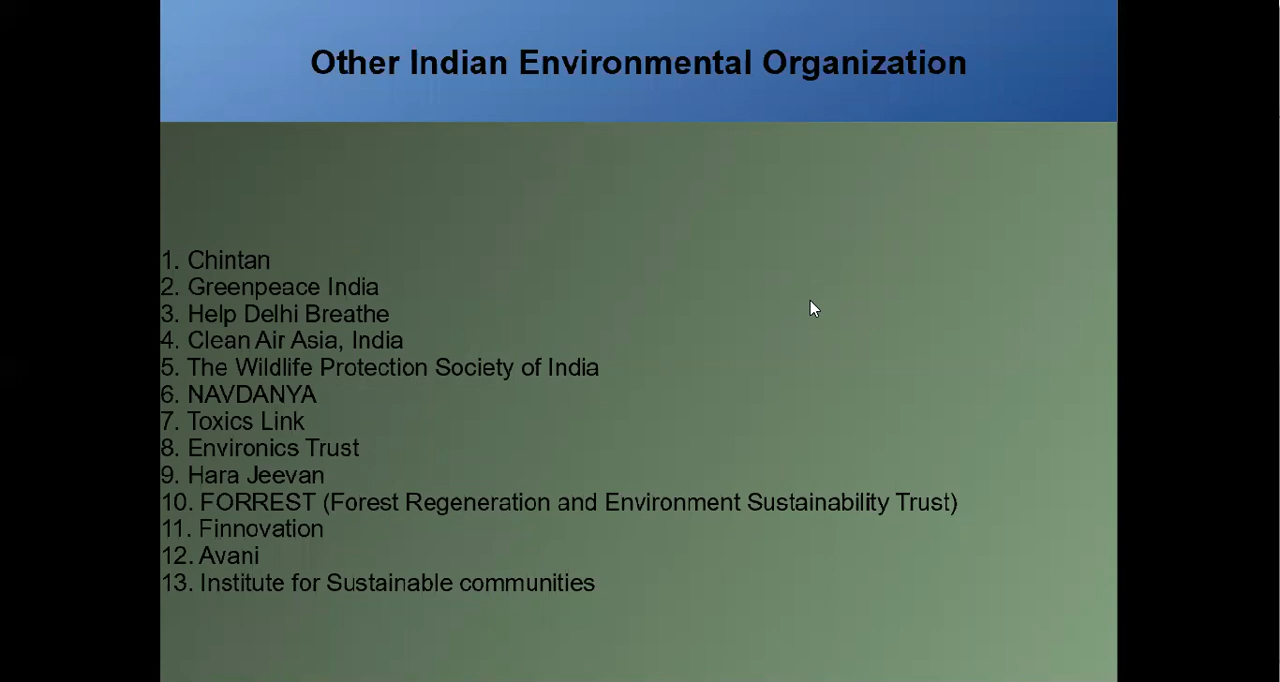 Other Indian Environmental Organization
1. Chintan
2. Greenpeace India
3. Help Delhi Breathe
4. Clean Air Asia, India
5. The Wildlife Protection Society of India
6. NAVDANYA
7. Toxics Link
8. Environics Trust
9. Hara Jeevan
10. FORREST (Forest Regeneration and Environment Sustainability Trust)
11. Finnovation
12. Avani
13. Institute for Sustainable communities